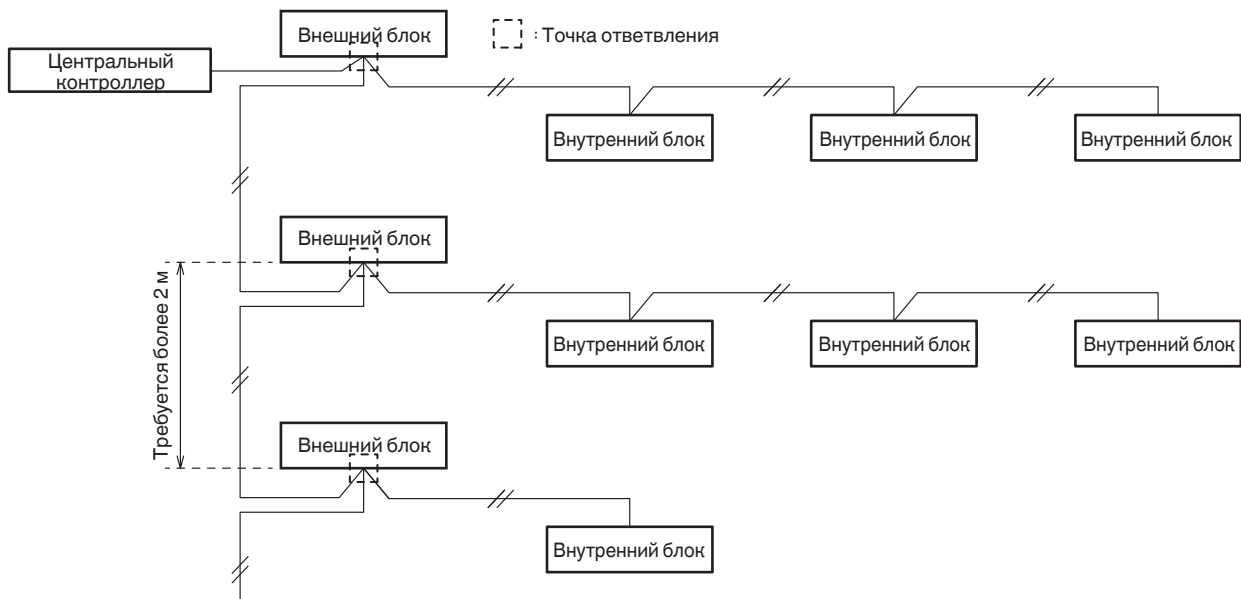 Внешний блок
: Точка ответвления
Центральный
контроллер
Внутренний блок
Внутренний блок
Внутренний блок
Внешний блок
Требуется более 2 м
Внутренний блок
Внутренний блок
Внутренний блок
Внешний блок
Внутренний блок